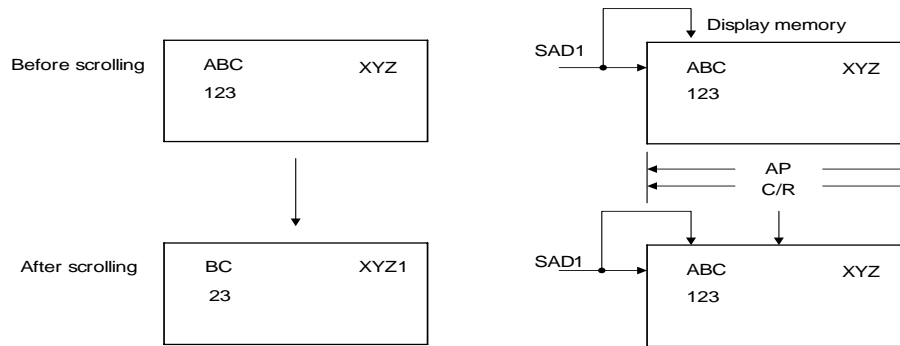 Display memory
SAD1
Before scrolling
ABC XYZ
123
ABC XYZ
123
AP
C/R
SAD1
After scrolling
BC XYZ1
23
ABC XYZ
123